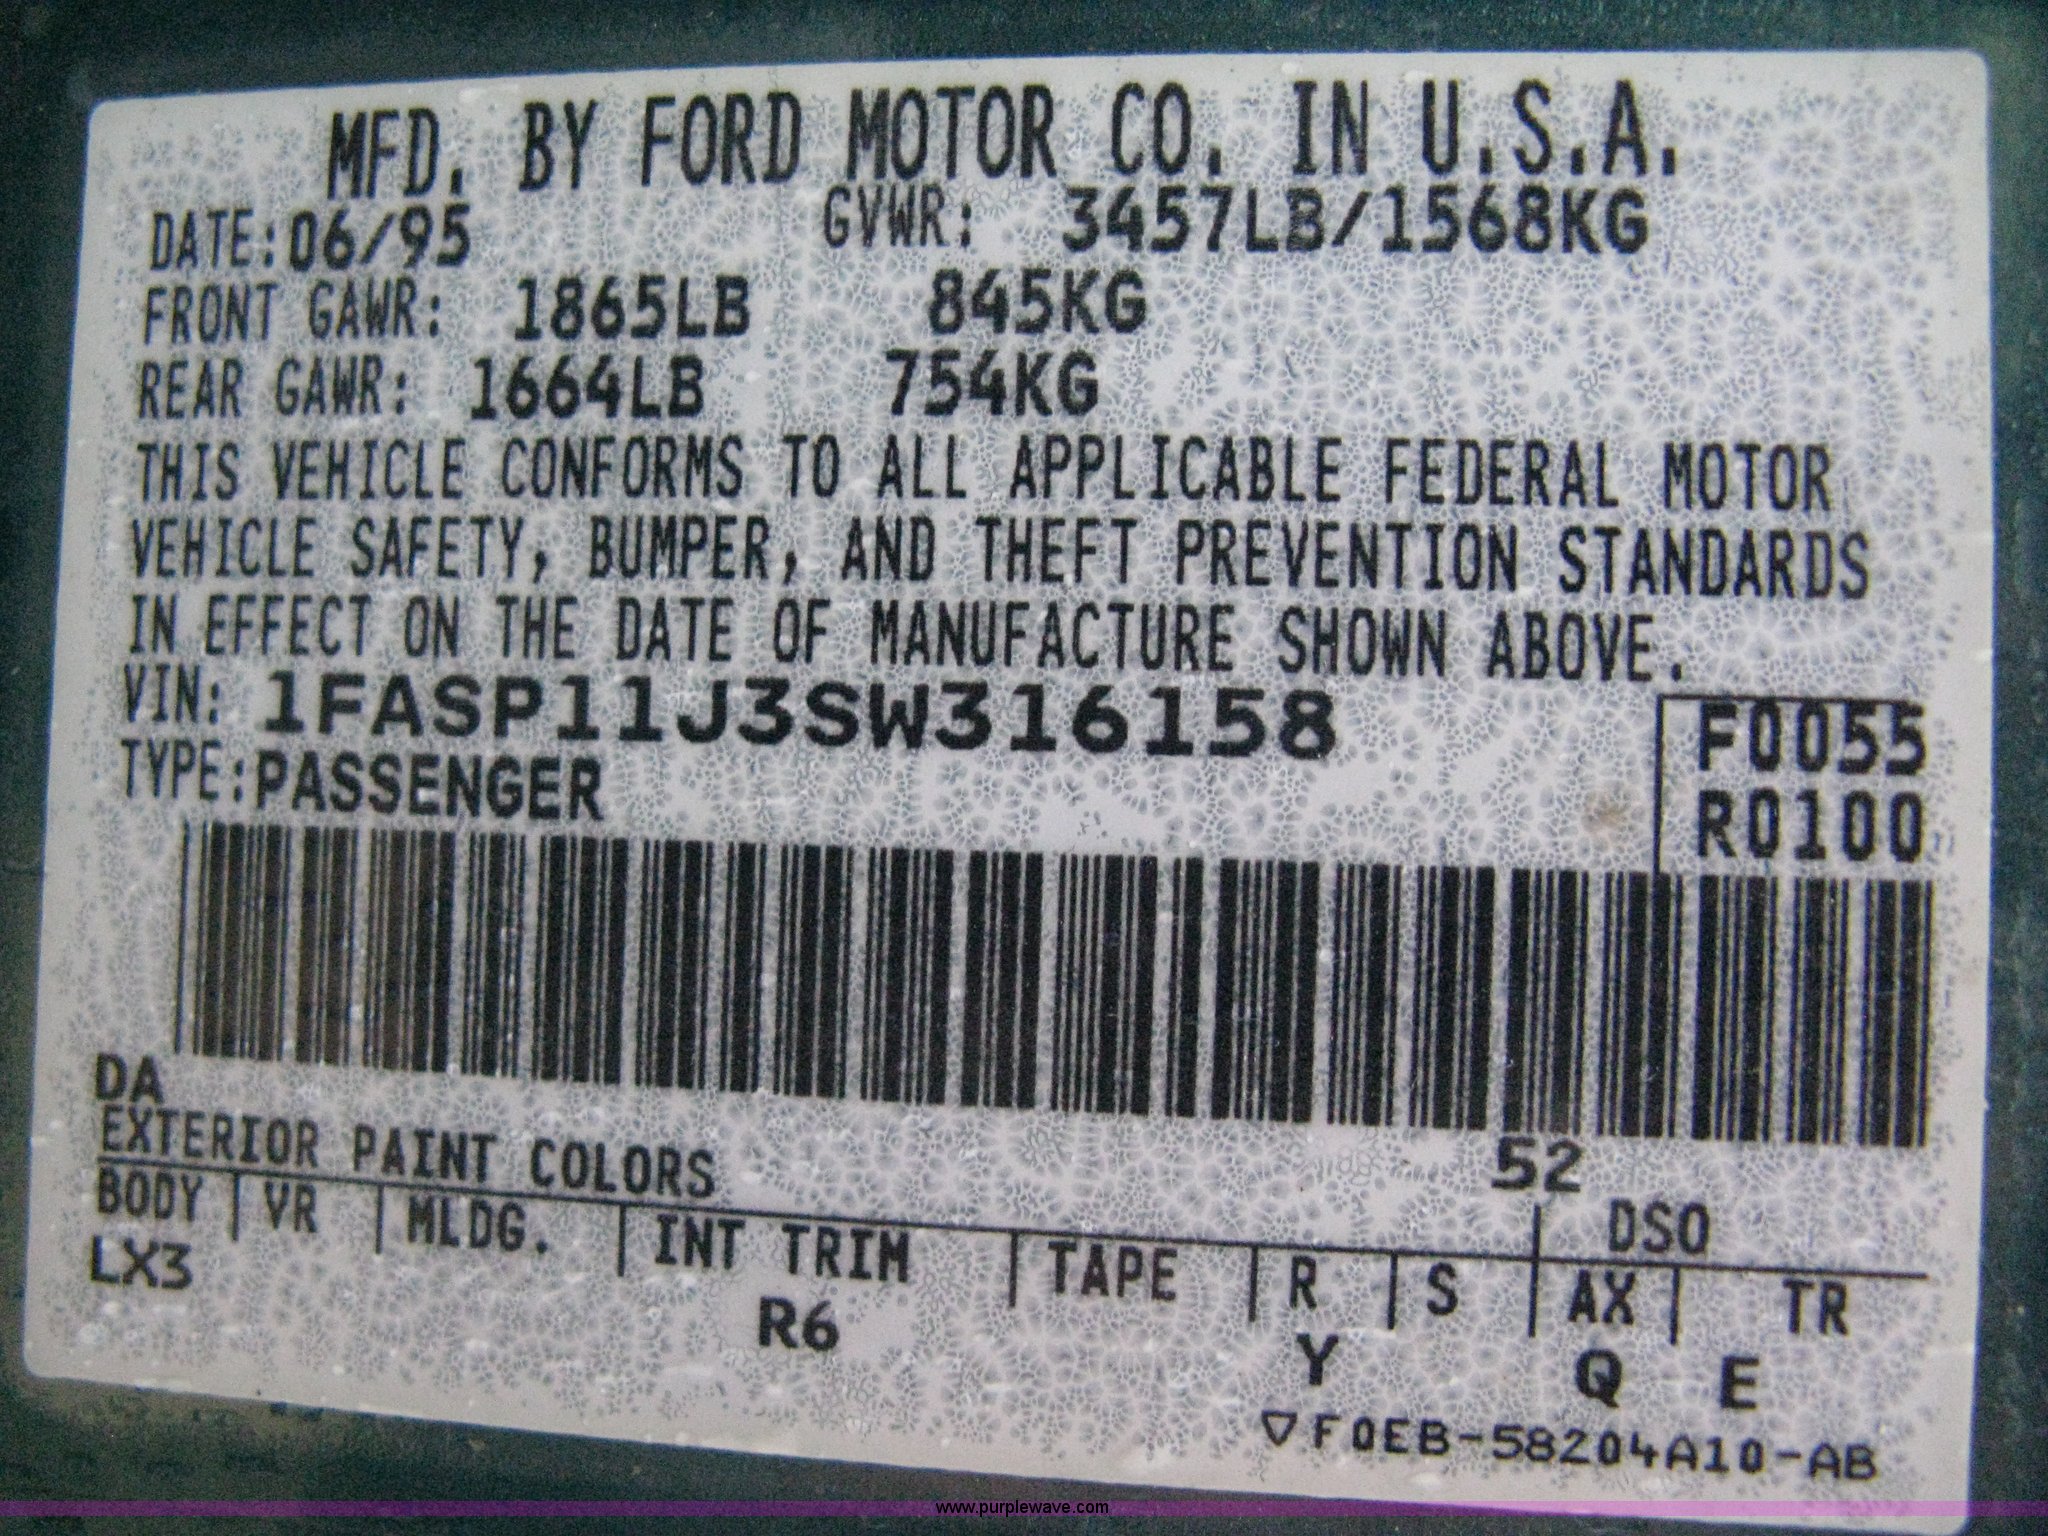 MFD. BY FORD MOTOR CO. IN U.S.A.
DATE:06/95 GVWR: 3457LB/1568KG
FRONT GAWR: 1865LB 845KG
REAR GAWR: 1664LB 754KG
THIS VEHICLE CONFORMS TO ALL APPLICABLE FEDERAL MOTOR
VEHICLE SAFETY, BUMPER, AND THEFT PREVENTION STANDARDS
IN EFFECT ON THE DATE OF MANUFACTURE SHOWN ABOVE.
VIN: 1FASP11J3SW316158 F0055
TYPE:PASSENGER R0100
DA
EXTERIOR PAINT COLORS 52
DSO
BODY VR MLDG. INT TRIM TAPE R S AX TR
LX3 R6 Y Q E
▽F0EB-58204A10-AB
www.purplewave.com